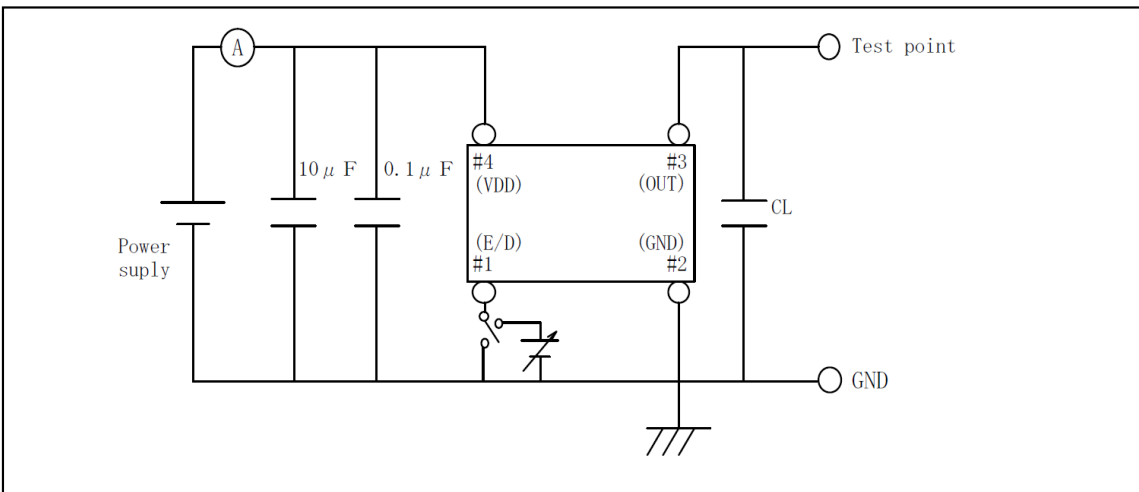 A
Test point
10μF
0.1μF
#4
(VDD)
#3
(OUT)
CL
Power
suply
(E/D)
#1
(GND)
#2
GND